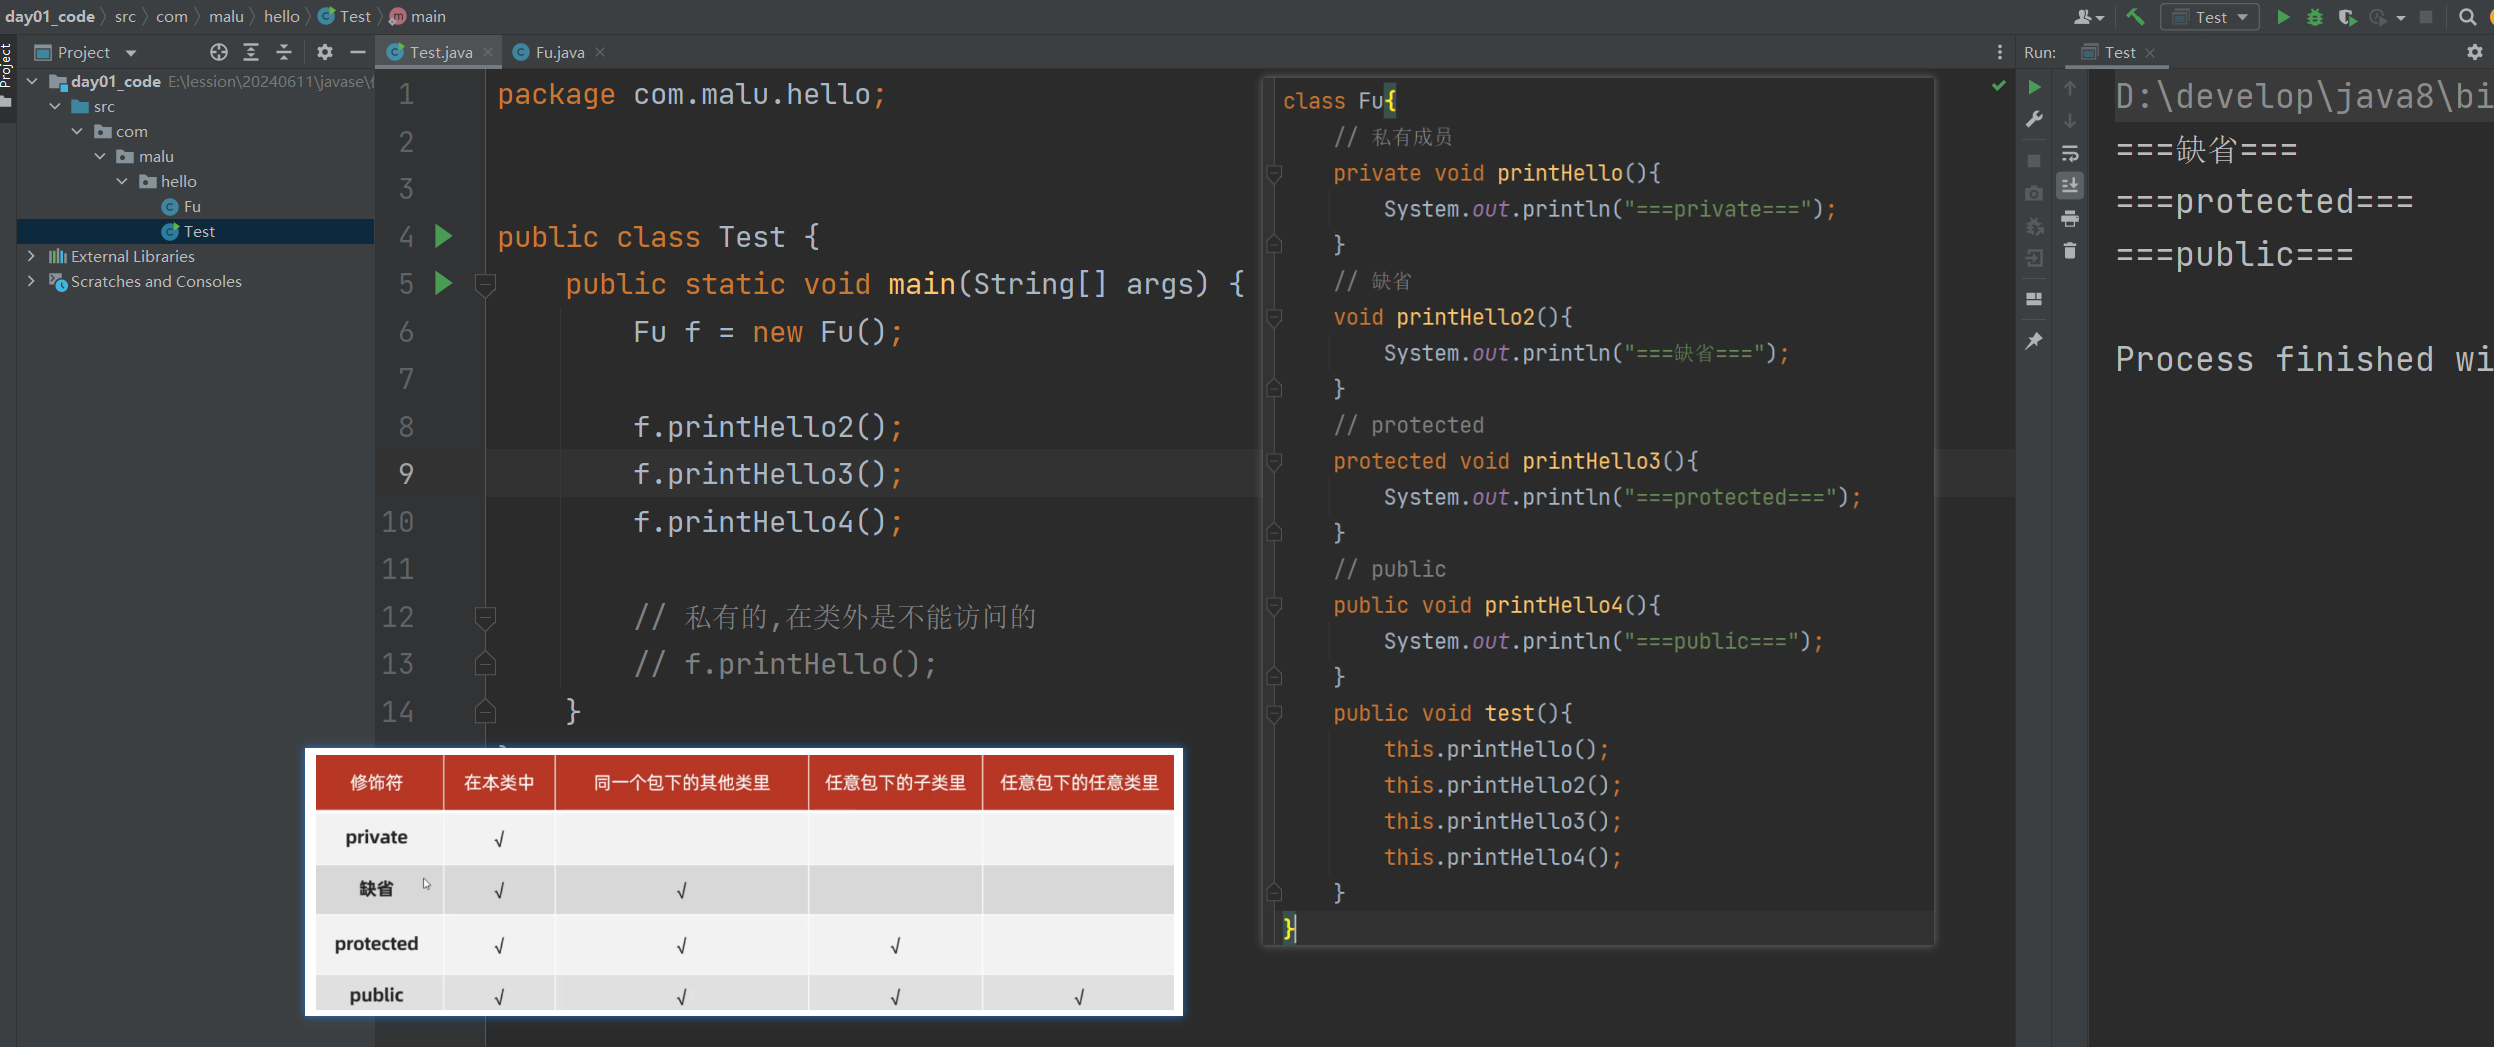 day01_code src com malu hello Test main
Test
Project
Project
day01_code E:\lession\20240611\javase\
src
com
malu
hello
Fu
Test
External Libraries
Scratches and Consoles
Test.java Fu.java
1 package com.malu.hello;
2
3
4 public class Test {
5 public static void main(String[] args) {
6 Fu f = new Fu();
7
8 f.printHello2();
9 f.printHello3();
10 f.printHello4();
11
12 // 私有的,在类外是不能访问的
13 // f.printHello();
14 }
class Fu{
// 私有成员
private void printHello(){
System.out.println("===private===");
}
// 缺省
void printHello2(){
System.out.println("===缺省===");
}
// protected
protected void printHello3(){
System.out.println("===protected===");
}
// public
public void printHello4(){
System.out.println("===public===");
}
public void test(){
this.printHello();
this.printHello2();
this.printHello3();
this.printHello4();
}
}
修饰符 在本类中 同一个包下的其他类里 任意包下的子类里 任意包下的任意类里
private √
缺省 √ √
protected √ √ √
public √ √ √ √
Run: Test
D:\develop\java8\bi
===缺省===
===protected===
===public===
Process finished wi